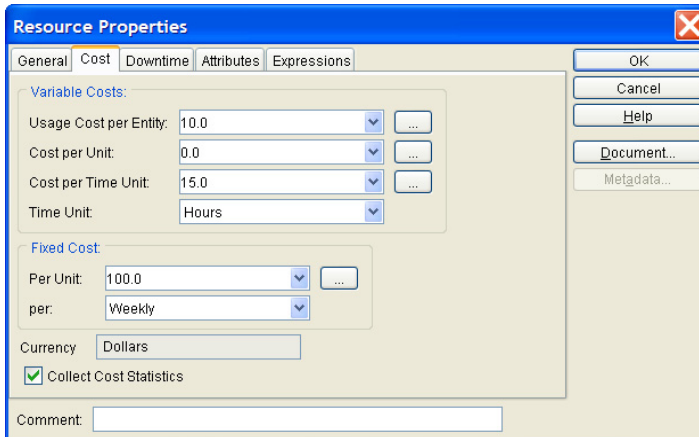 Resource Properties
General Cost Downtime Attributes Expressions
Variable Costs:
Usage Cost per Entity: 10.0 ...
Cost per Unit: 0.0 ...
Cost per Time Unit: 15.0 ...
Time Unit: Hours
Fixed Cost:
Per Unit: 100.0 ...
per: Weekly
Currency Dollars
Collect Cost Statistics
Comment:
OK
Cancel
Help
Document...
Metadata...